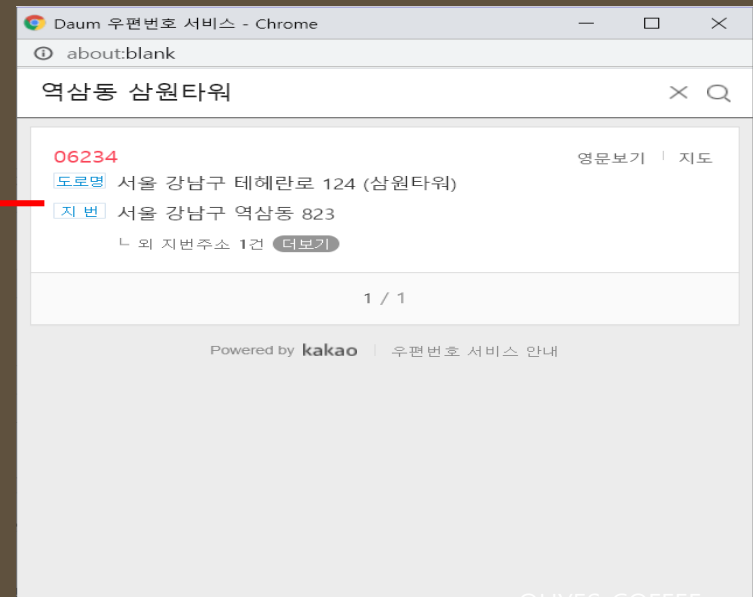 Daum 우편번호 서비스 - Chrome
about:blank
역삼동 삼원타워
06234 영문보기 지도
도로명 서울 강남구 테헤란로 124 (삼원타워)
지번 서울 강남구 역삼동 823
ㄴ 외 지번주소 1건 더보기
1 / 1
Powered by kakao 우편번호 서비스 안내